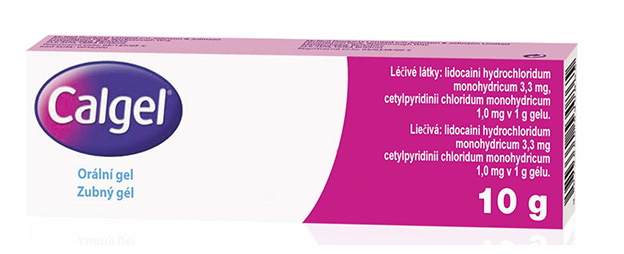 Calgel®
Orální gel
Zubný gél
Léčivé látky: lidocaini hydrochloridum
monohydricum 3,3 mg,
cetylpyridinii chloridum monohydricum
1,0 mg v 1 g gelu.
Liečivá: lidocaini hydrochloridum
monohydricum 3,3 mg
cetylpyridinii chloridum monohydricum
1,0 mg v 1 g gélu.
10 g